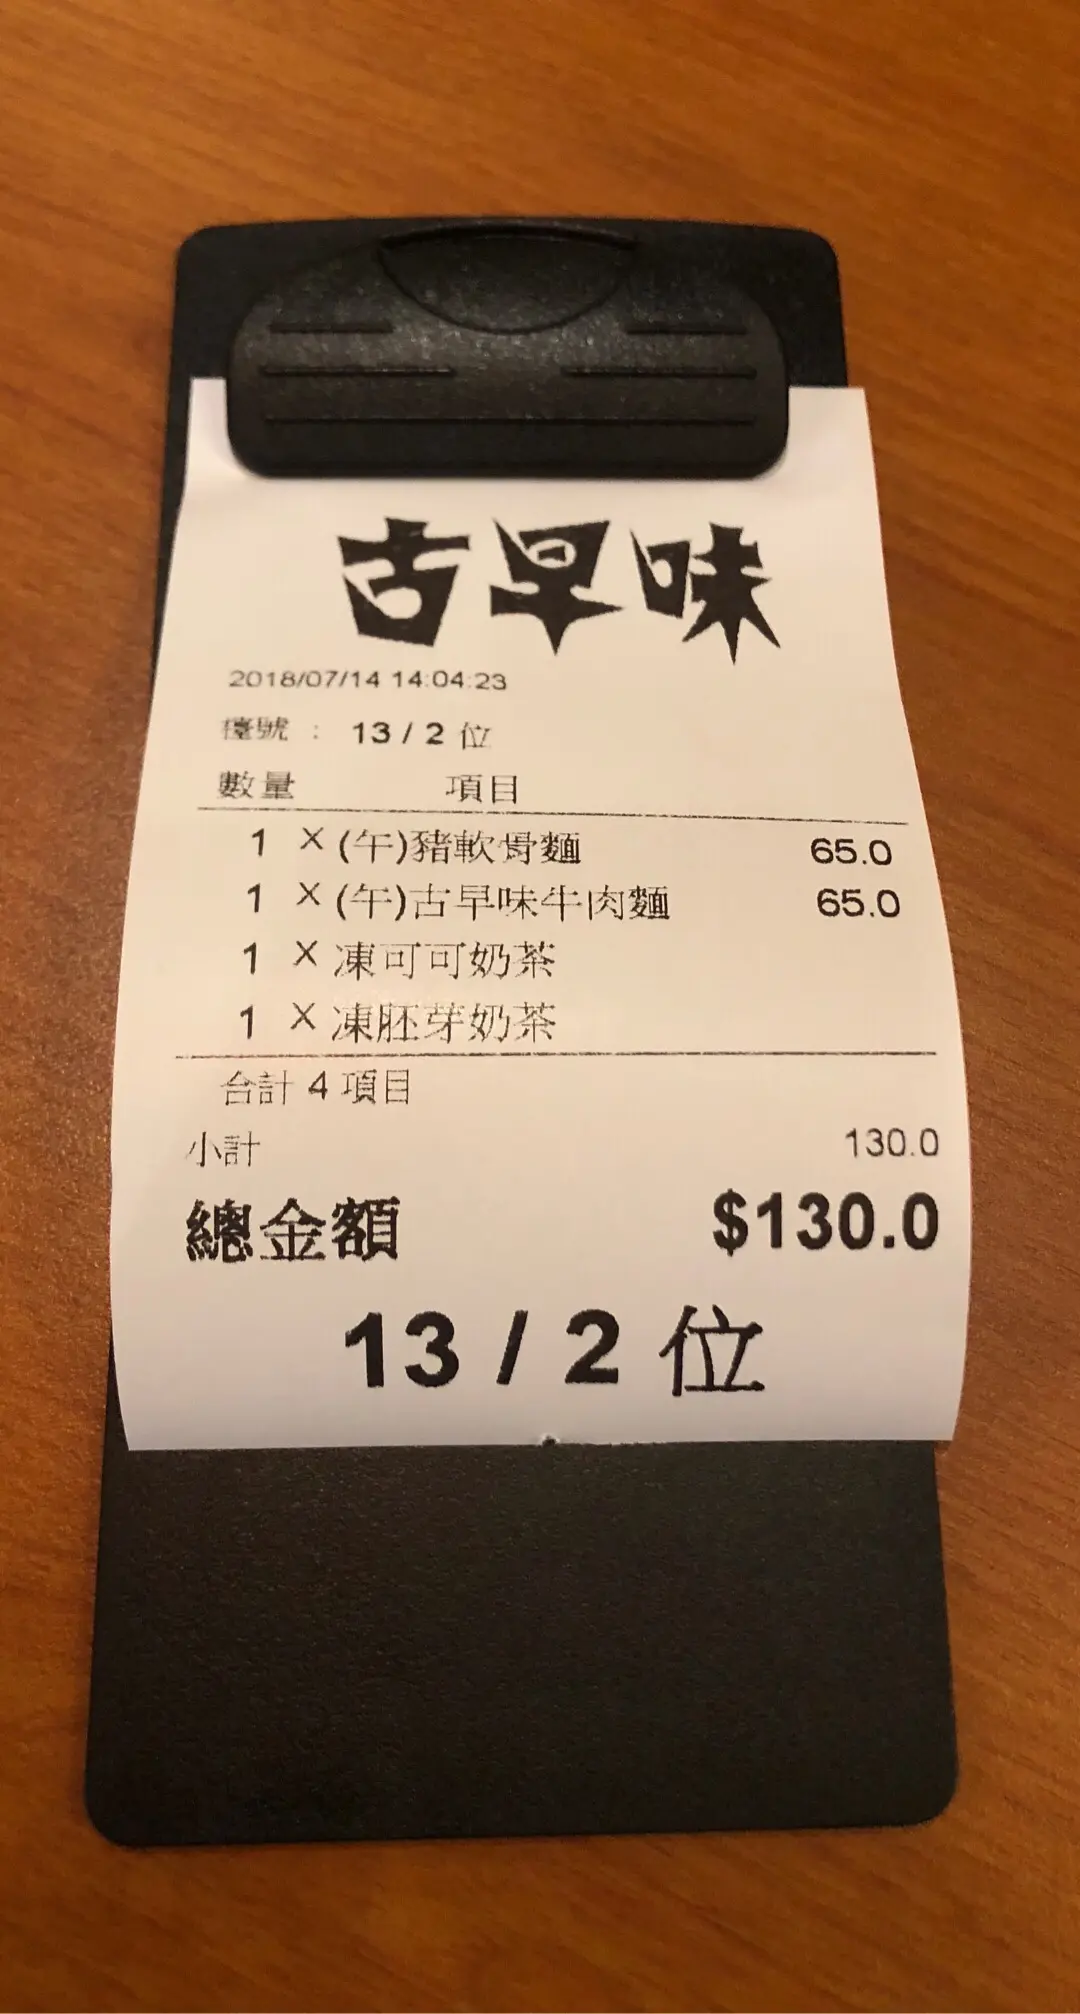 古早味
2018/07/14 14:04:23
檯號 : 13 / 2 位
數量 項目
1 X (午)豬軟骨麵 65.0
1 X (午)古早味牛肉麵 65.0
1 X 凍可可奶茶
1 X 凍胚芽奶茶
合計 4 項目
小計 130.0
總金額 $130.0
13 / 2 位